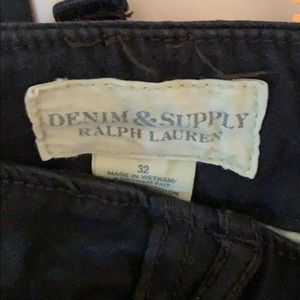 DENIM & SUPPLY
RALPH LAUREN
32
MADE IN VIETNAM/